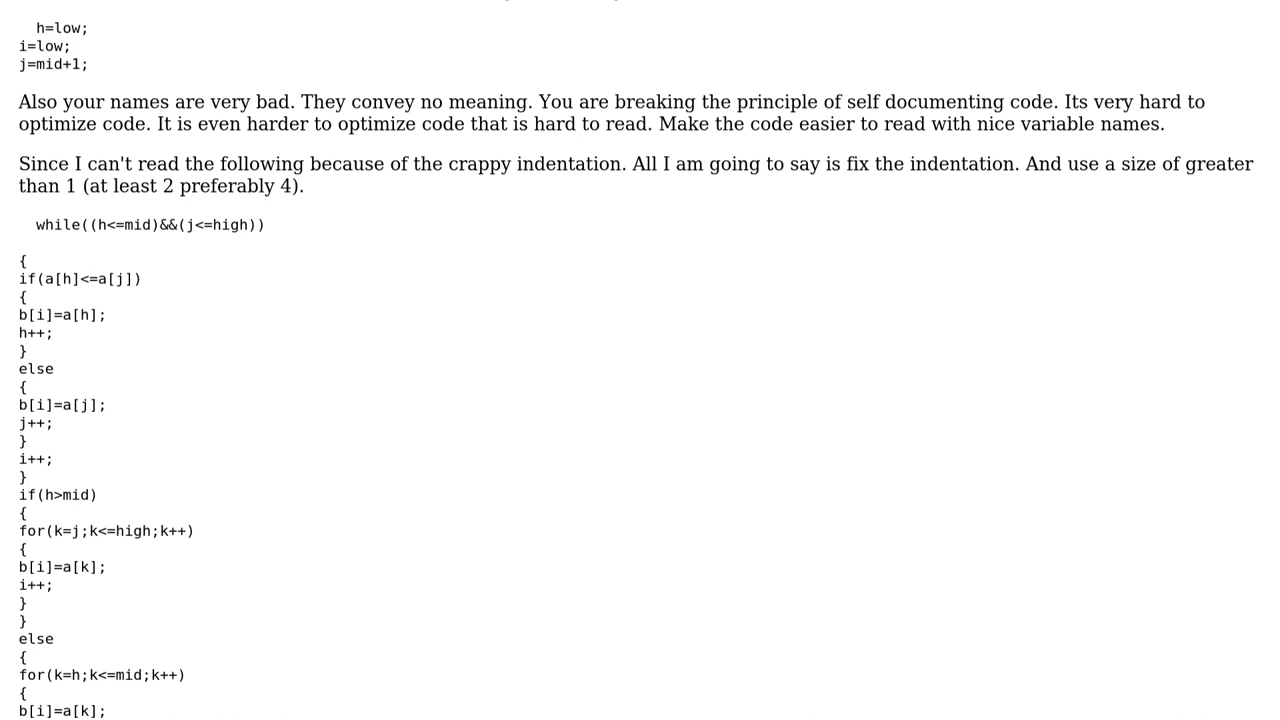 h=low;
i=low;
j=mid+1;
Also your names are very bad. They convey no meaning. You are breaking the principle of self documenting code. Its very hard to
optimize code. It is even harder to optimize code that is hard to read. Make the code easier to read with nice variable names.
Since I can't read the following because of the crappy indentation. All I am going to say is fix the indentation. And use a size of greater
than 1 (at least 2 preferably 4).
while((h<=mid)&&(j<=high))
{
if(a[h]<=a[j])
{
b[i]=a[h];
h++;
}
else
{
b[i]=a[j];
j++;
}
i++;
}
if(h>mid)
{
for(k=j;k<=high;k++)
{
b[i]=a[k];
i++;
}
}
else
{
for(k=h;k<=mid;k++)
{
b[i]=a[k];